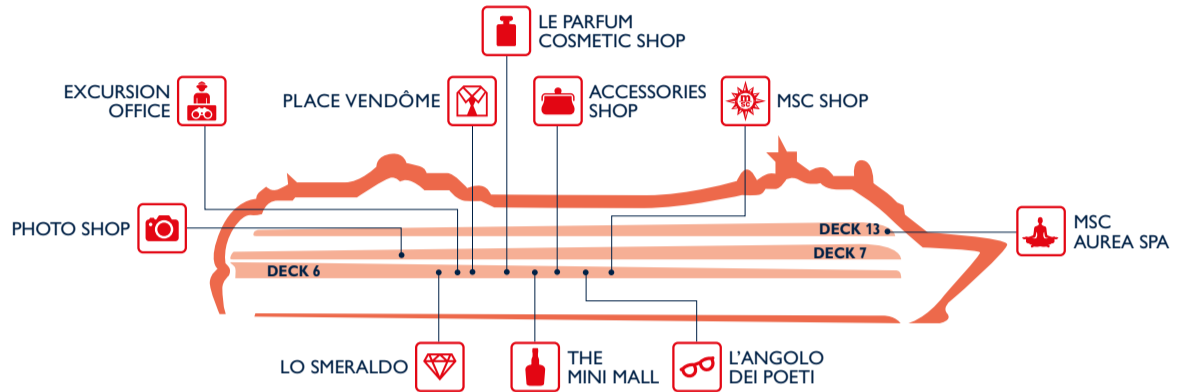 LE PARFUM
COSMETIC SHOP
EXCURSION
OFFICE
PLACE VENDÔME
ACCESSORIES
SHOP
msc
MSC SHOP
PHOTO SHOP
DECK 13
MSC
AUREA SPA
DECK 7
DECK 6
LO SMERALDO
THE
MINI MALL
L'ANGOLO
DEI POETI